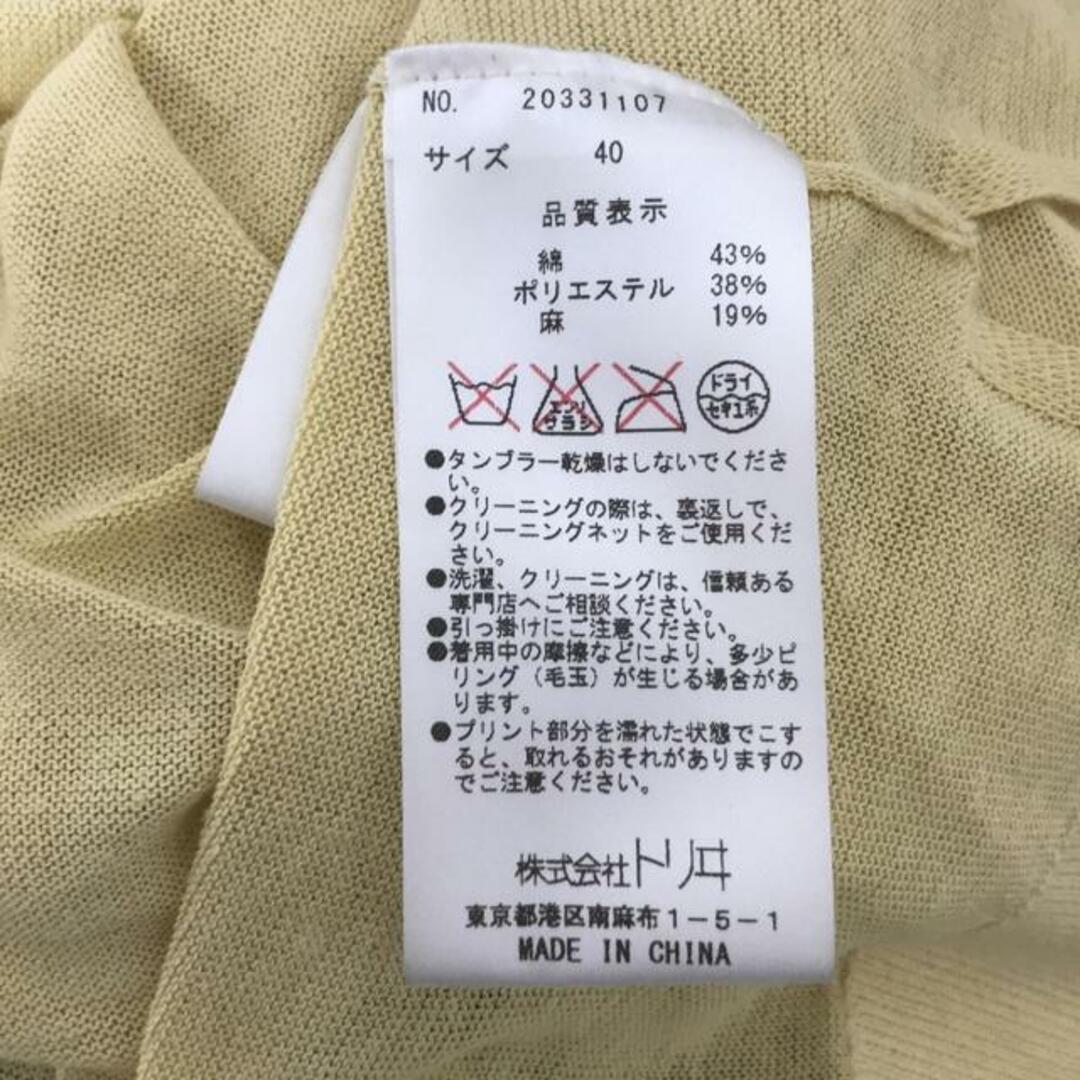 NO. 20331107
サイズ 40
品質表示
綿 43%
ポリエステル 38%
麻 19%
エンソ
サラシ
ドライ
セキユ系
●タンブラー乾燥はしないでくださ
い。
●クリーニングの際は、裏返しで、
クリーニングネットをご使用くだ
さい。
●洗濯、クリーニングは、信頼ある
専門店へご相談ください。
●引っ掛けにご注意ください。
●着用中の摩擦などにより、多少ピ
リング（毛玉）が生じる場合があ
ります。
●プリント部分を濡れた状態でこす
ると、取れるおそれがありますの
でご注意ください。
株式会社トリヰ
東京都港区南麻布1-5-1
MADE IN CHINA